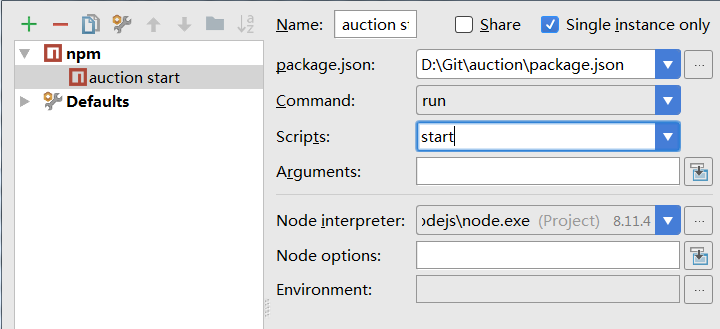 Name: auction st Share Single instance only
npm
auction start
Defaults
package.json: D:\Git\auction\package.json ...
Command: run
Scripts: start
Arguments:
Node interpreter: odejs\node.exe (Project) 8.11.4 ...
Node options:
Environment: ...